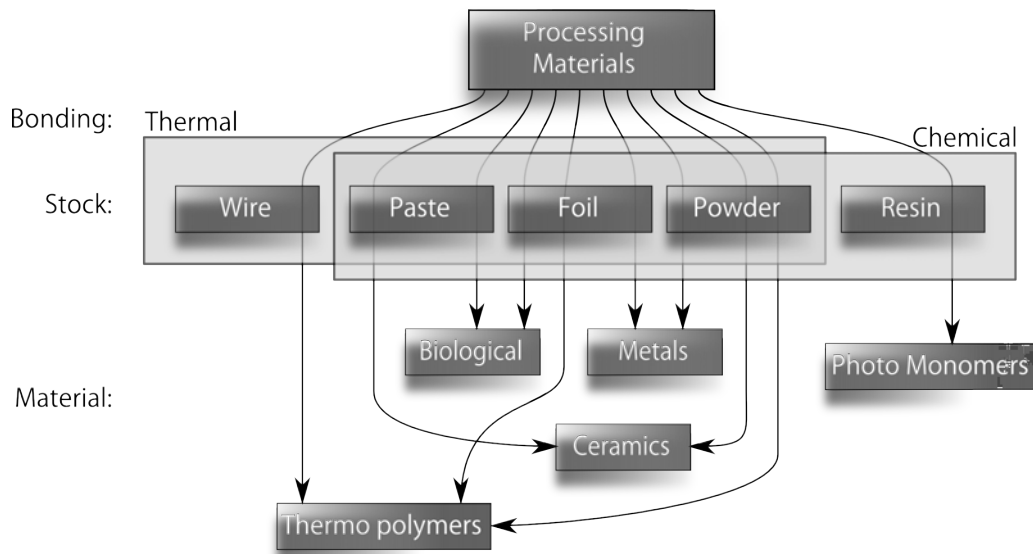 Processing
Materials
Bonding:
Thermal
Chemical
Stock:
Wire
Paste
Foil
Powder
Resin
Biological
Metals
Photo Monomers
Material:
Ceramics
Thermo polymers